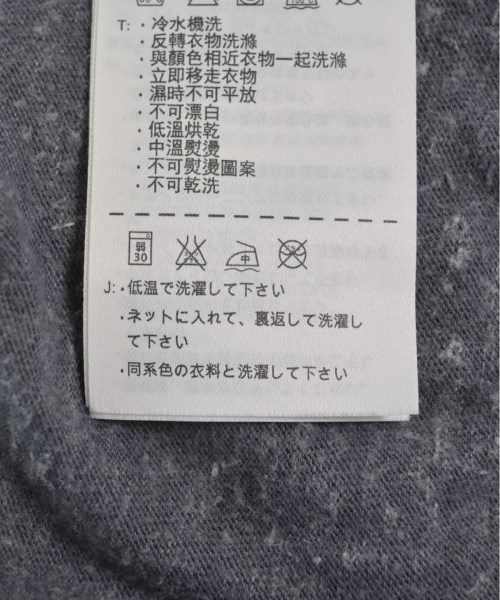 T: ・冷水機洗
・反轉衣物洗滌
・與顏色相近衣物一起洗滌
・立即移走衣物
・濕時不可平放
・不可漂白
・低溫烘乾
・中溫熨燙
・不可熨燙圖案
・不可乾洗
弱 30 中
J: ・低温で洗濯して下さい
・ネットに入れて、裏返して洗濯し
て下さい
・同系色の衣料と洗濯して下さい